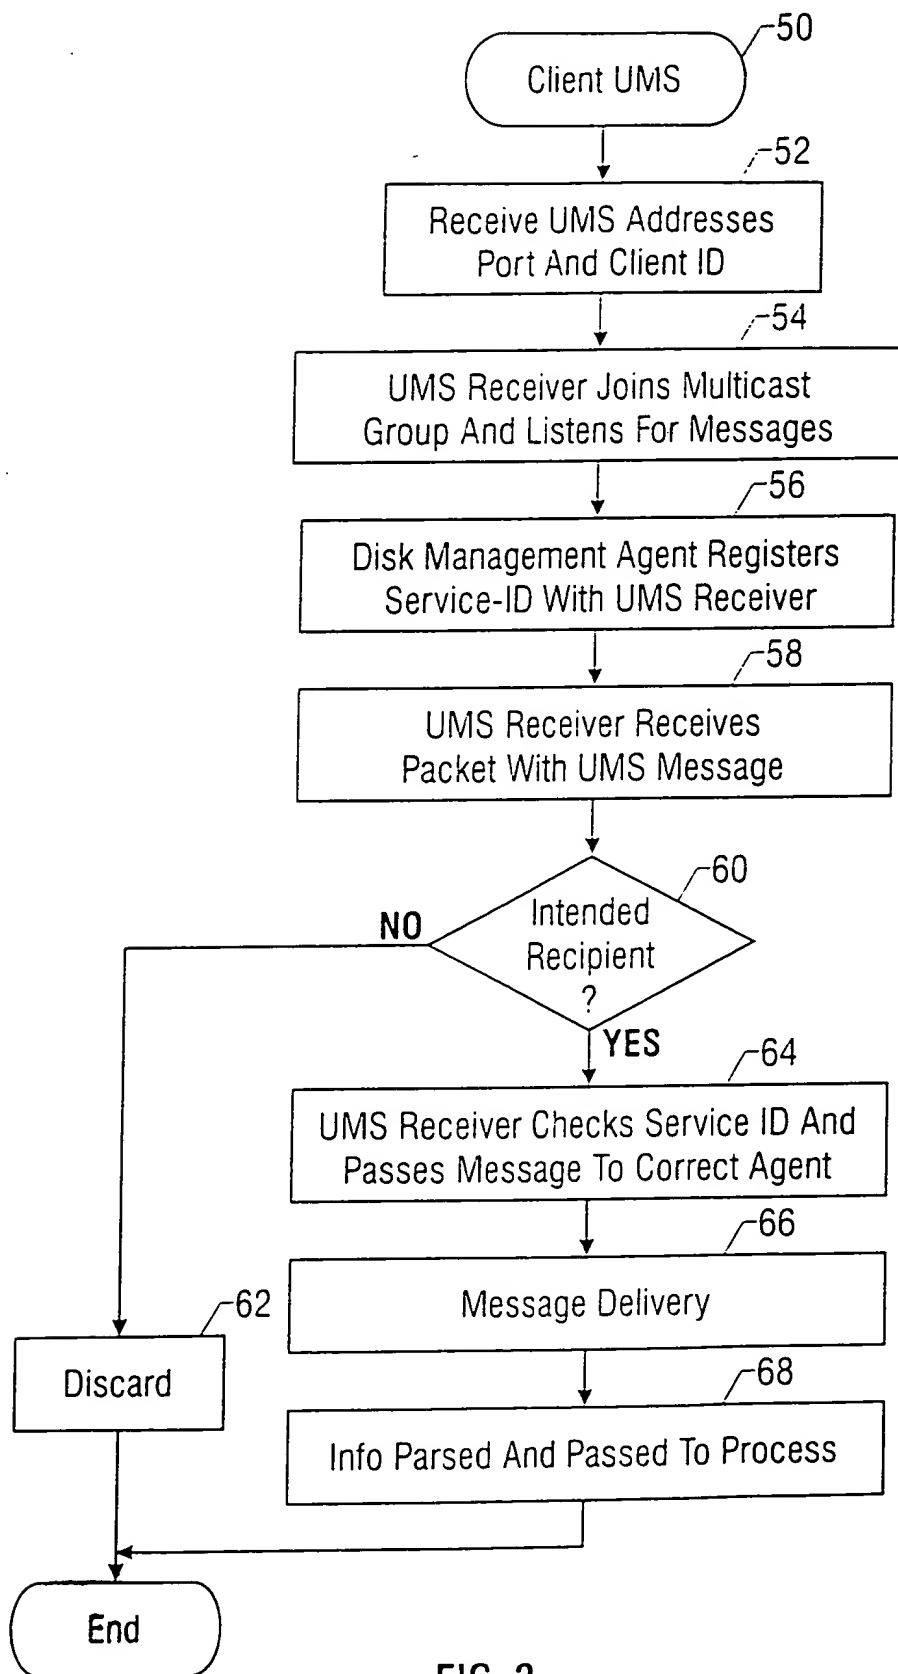 50
Client UMS
52
Receive UMS Addresses
Port And Client ID
54
UMS Receiver Joins Multicast
Group And Listens For Messages
56
Disk Management Agent Registers
Service-ID With UMS Receiver
58
UMS Receiver Receives
Packet With UMS Message
60
Intended
Recipient
?
NO
YES
64
UMS Receiver Checks Service ID And
Passes Message To Correct Agent
66
Message Delivery
62
Discard
68
Info Parsed And Passed To Process
End